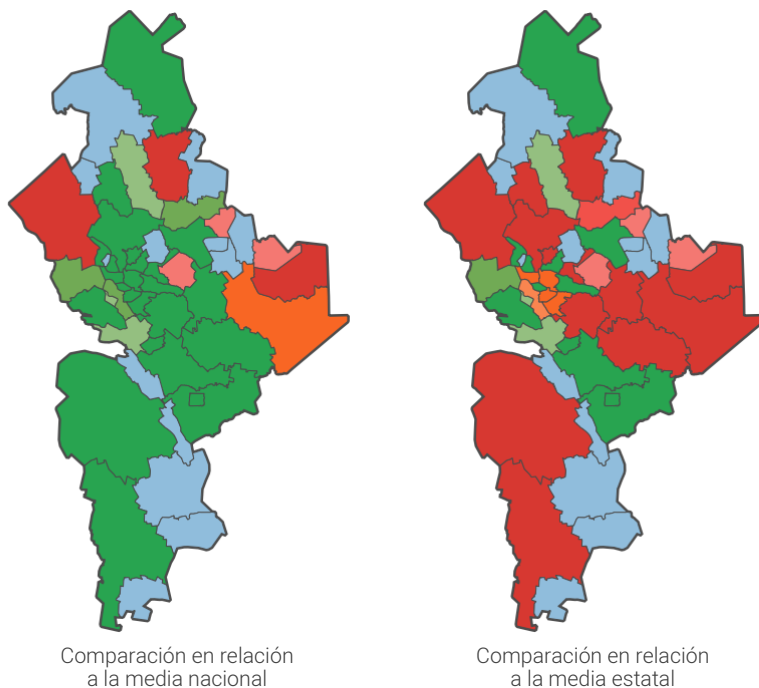 Comparación en relación
a la media nacional
Comparación en relación
a la media estatal